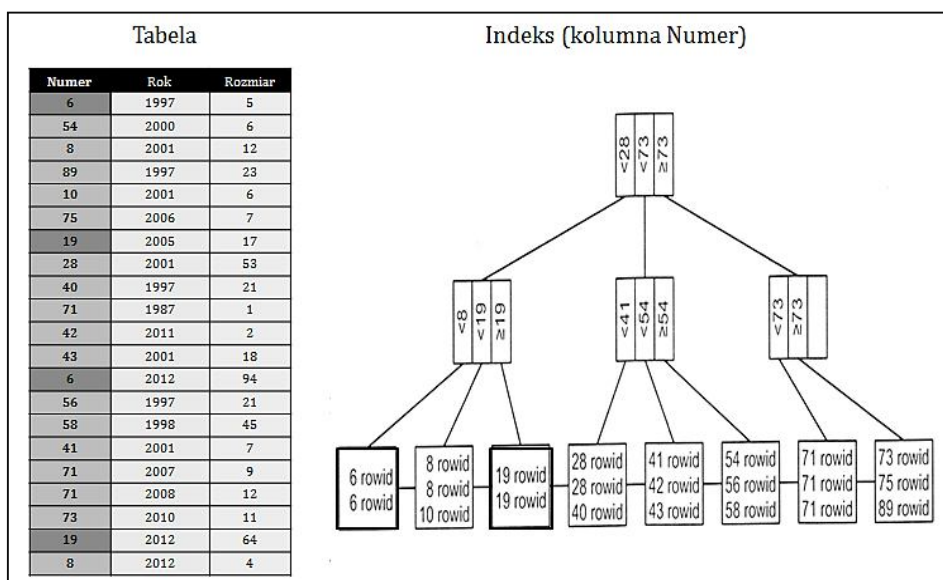 Tabela
Indeks (kolumna Numer)
Numer Rok Rozmiar
6 1997 5
54 2000 6
8 2001 12
89 1997 23
10 2001 6
75 2006 7
19 2005 17
28 2001 53
40 1997 21
71 1987 1
42 2011 2
43 2001 18
6 2012 94
56 1997 21
58 1998 45
41 2001 7
71 2007 9
71 2008 12
73 2010 11
19 2012 64
8 2012 4
<28
<73
≥73
<8
<19
≥19
<41
<54
≥54
<73
≥73
6 rowid
6 rowid
8 rowid
8 rowid
10 rowid
19 rowid
19 rowid
28 rowid
28 rowid
40 rowid
41 rowid
42 rowid
43 rowid
54 rowid
56 rowid
58 rowid
71 rowid
71 rowid
71 rowid
73 rowid
75 rowid
89 rowid